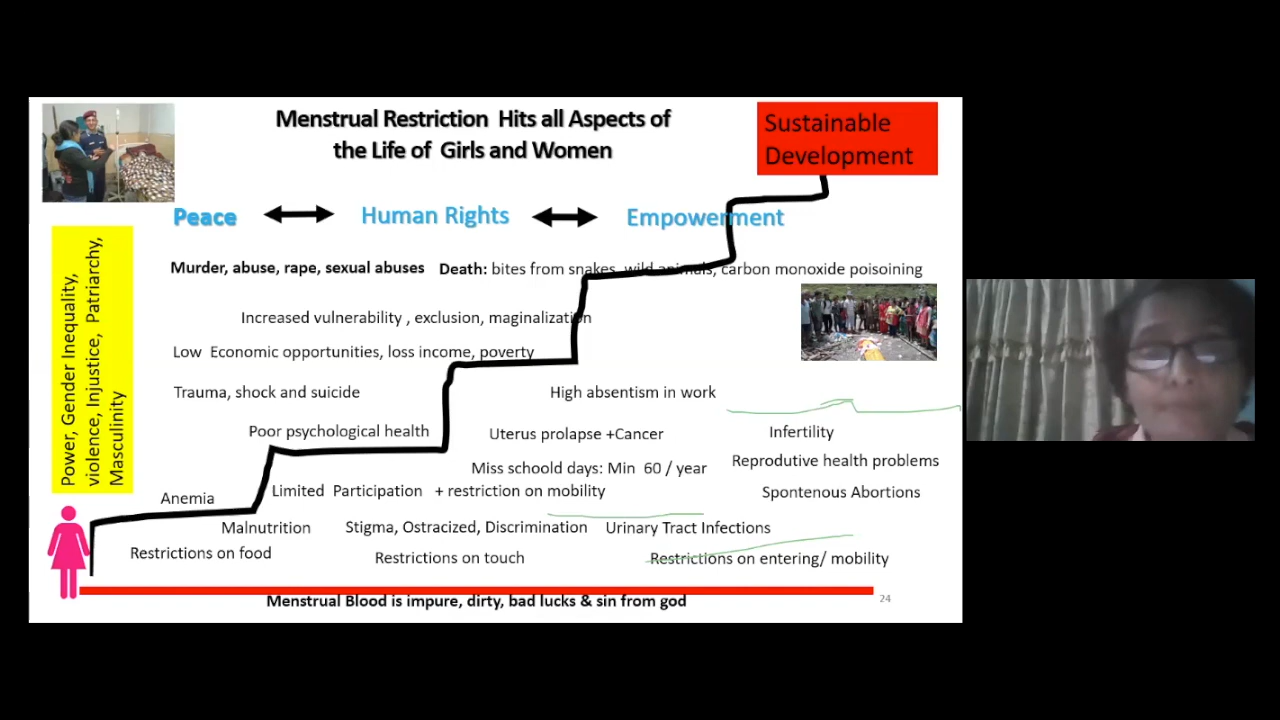 Menstrual Restriction Hits all Aspects of
the Life of Girls and Women
Sustainable
Development
Peace
Human Rights
Empowerment
Power, Gender Inequality,
violence, Injustice, Patriarchy,
Masculinity
Murder, abuse, rape, sexual abuses
Death: bites from snakes, wild animals, carbon monoxide poisoining
Increased vulnerability , exclusion, maginalization
Low Economic opportunities, loss income, poverty
Trauma, shock and suicide
High absentism in work
Poor psychological health
Uterus prolapse +Cancer
Infertility
Reprodutive health problems
Miss schoold days: Min 60 / year
Anemia
Limited Participation + restriction on mobility
Spontenous Abortions
Malnutrition
Stigma, Ostracized, Discrimination
Urinary Tract Infections
Restrictions on food
Restrictions on touch
Restrictions on entering/ mobility
Menstrual Blood is impure, dirty, bad lucks & sin from god
24